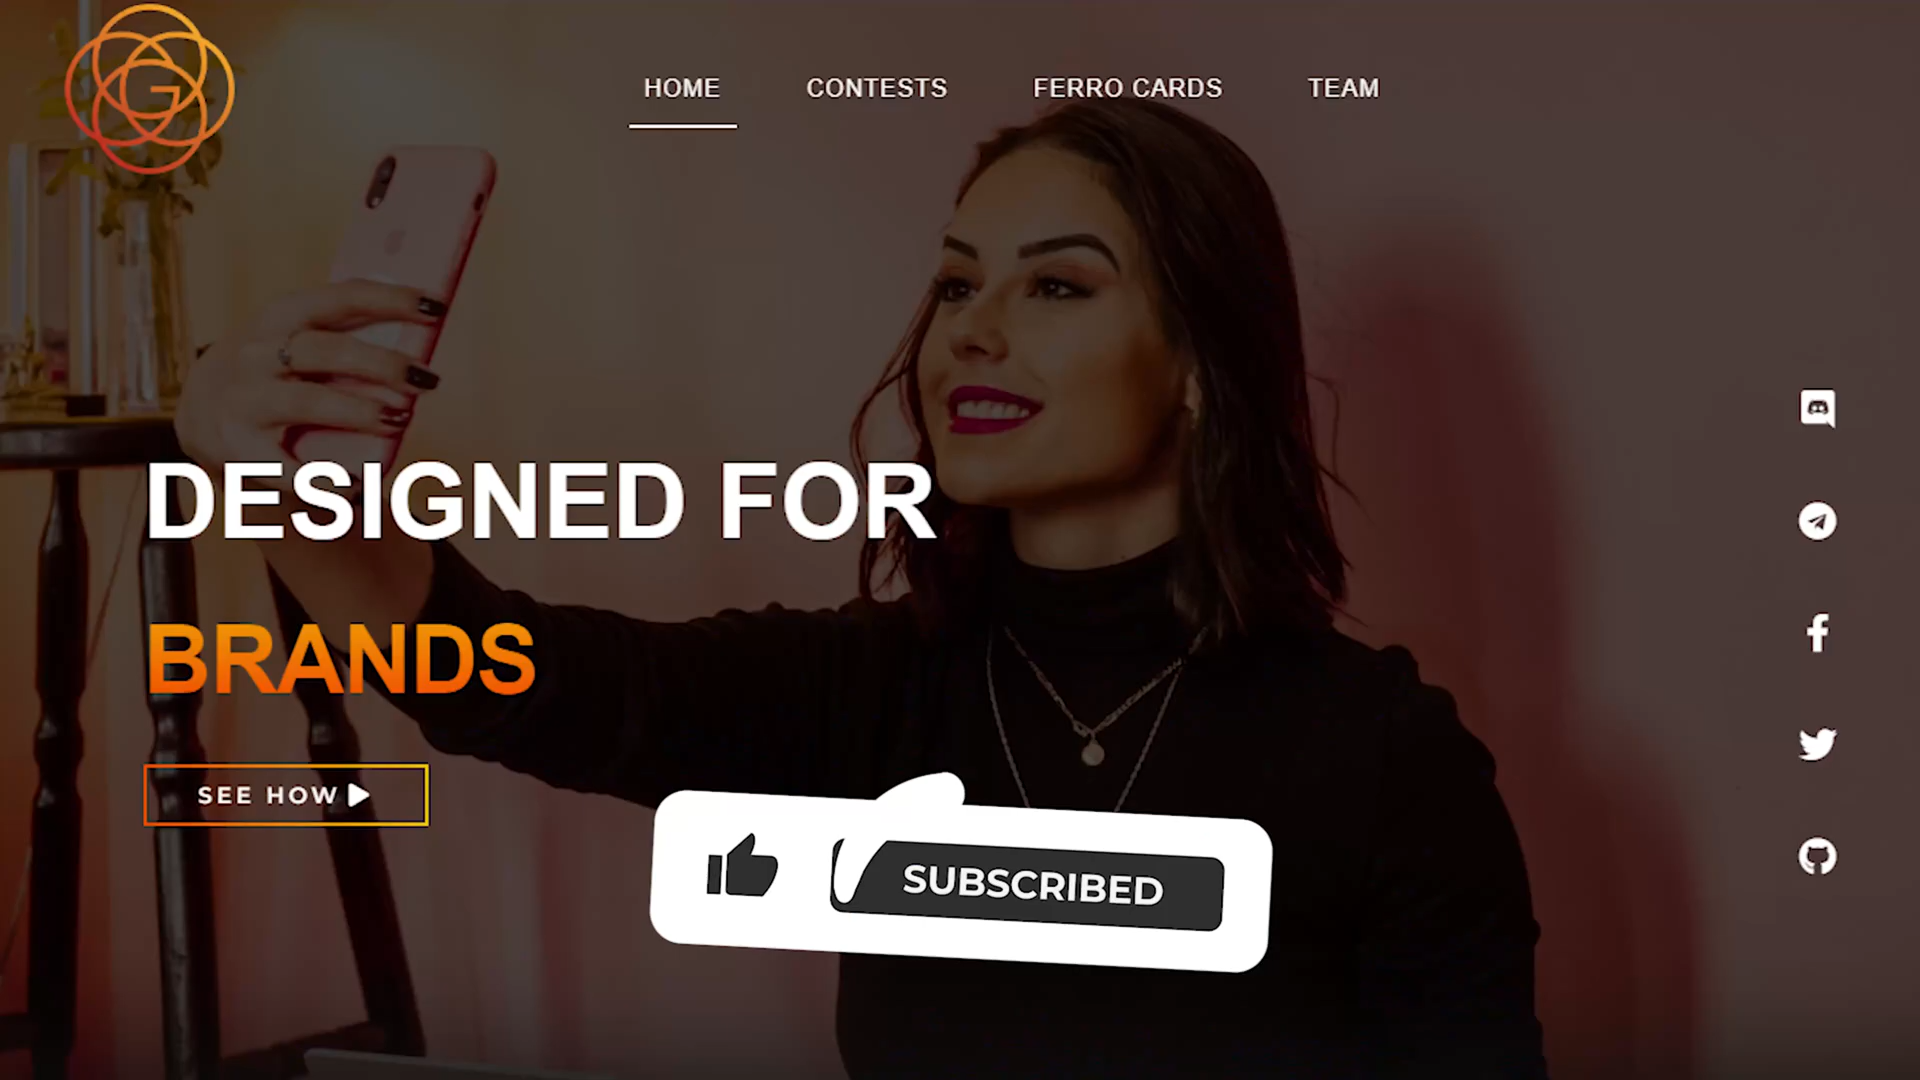 G
HOME CONTESTS FERRO CARDS TEAM
DESIGNED FOR
BRANDS
SEE HOW
SUBSCRIBED